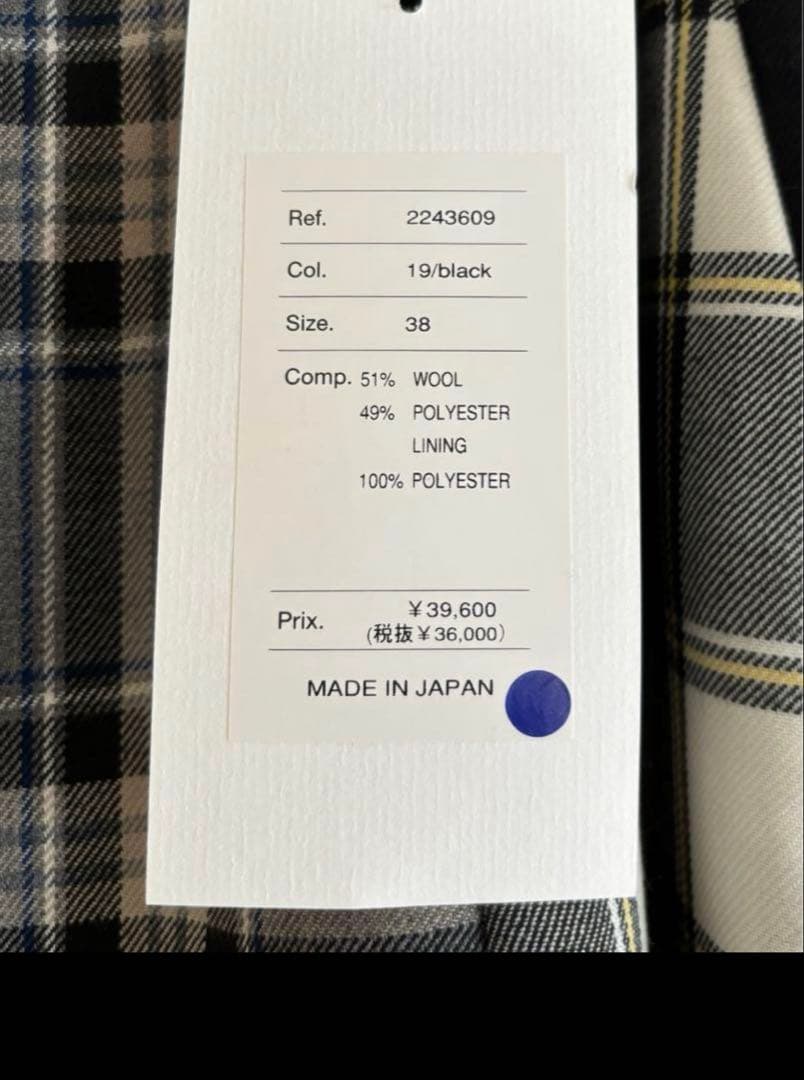 Ref. 2243609
Col. 19/black
Size. 38
Comp. 51% WOOL
49% POLYESTER
LINING
100% POLYESTER
Prix. ¥39,600
(税抜¥36,000)
MADE IN JAPAN